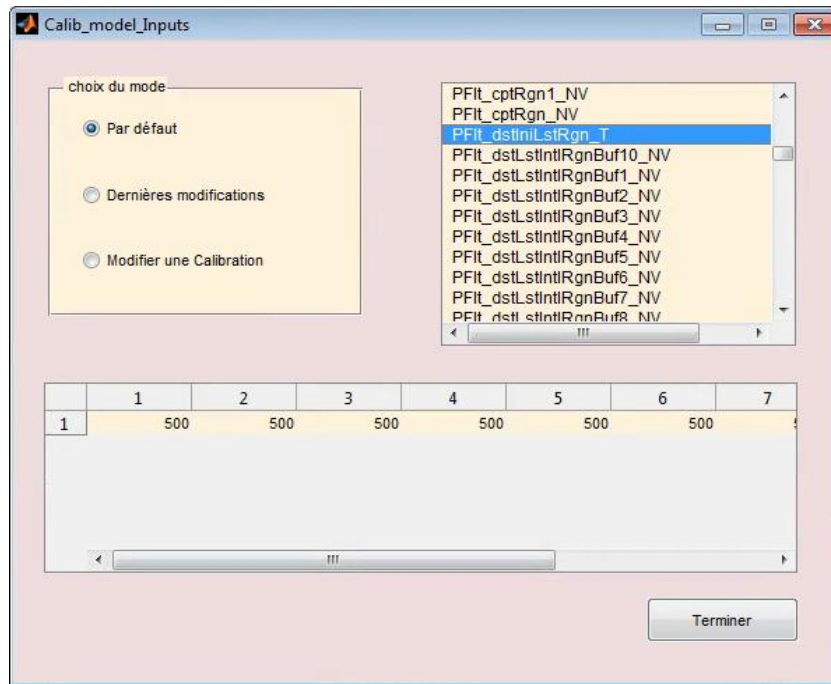 Calib_model_Inputs
choix du mode
Par défaut
Dernières modifications
Modifier une Calibration
PFlt_cptRgn1_NV
PFlt_cptRgn_NV
PFlt_dstIniLstRgn_T
PFlt_dstLstIntlRgnBuf10_NV
PFlt_dstLstIntlRgnBuf1_NV
PFlt_dstLstIntlRgnBuf2_NV
PFlt_dstLstIntlRgnBuf3_NV
PFlt_dstLstIntlRgnBuf4_NV
PFlt_dstLstIntlRgnBuf5_NV
PFlt_dstLstIntlRgnBuf6_NV
PFlt_dstLstIntlRgnBuf7_NV
PFlt_dstLstIntlRgnBuf8_NV
1 2 3 4 5 6 7
1 500 500 500 500 500 500
Terminer